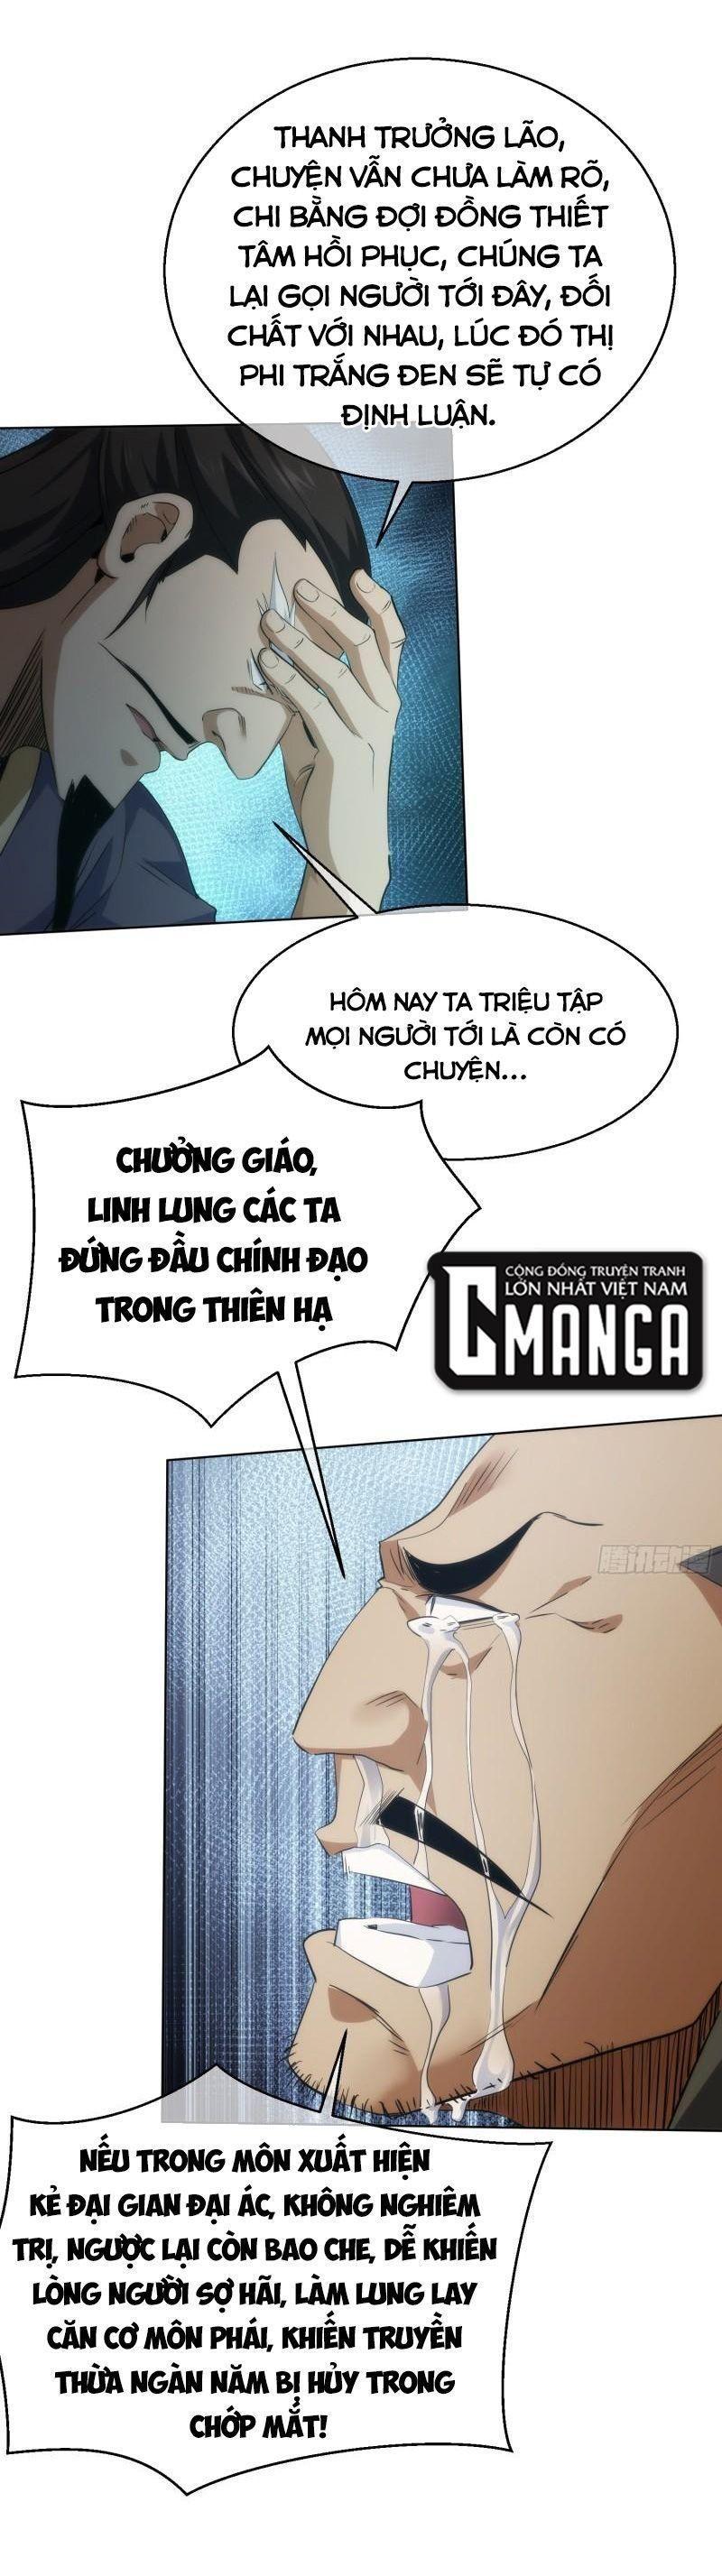 THANH TRƯỞNG LÃO,
CHUYỆN VẪN CHƯA LÀM RÕ,
CHI BẰNG ĐỢI ĐỒNG THIẾT
TÂM HỒI PHỤC, CHÚNG TA
LẠI GỌI NGƯỜI TỚI ĐÂY, ĐỐI
CHẤT VỚI NHAU, LÚC ĐÓ THỊ
PHI TRẮNG ĐEN SẼ TỰ CÓ
ĐỊNH LUẬN.
HÔM NAY TA TRIỆU TẬP
MỌI NGƯỜI TỚI LÀ CÒN CÓ
CHUYỆN...
CHƯỞNG GIÁO,
LINH LUNG CÁC TA
ĐỨNG ĐẦU CHÍNH ĐẠO
TRONG THIÊN HẠ
CỘNG ĐỒNG TRUYỆN TRANH
LỚN NHẤT VIỆT NAM
CMANGA
腾讯动漫
NẾU TRONG MÔN XUẤT HIỆN
KẺ ĐẠI GIAN ĐẠI ÁC, KHÔNG NGHIÊM
TRỊ, NGƯỢC LẠI CÒN BAO CHE, DỄ KHIẾN
LÒNG NGƯỜI SỢ HÃI, LÀM LUNG LAY
CĂN CƠ MÔN PHÁI, KHIẾN TRUYỀN
THỪA NGÀN NĂM BỊ HỦY TRONG
CHỚP MẮT!